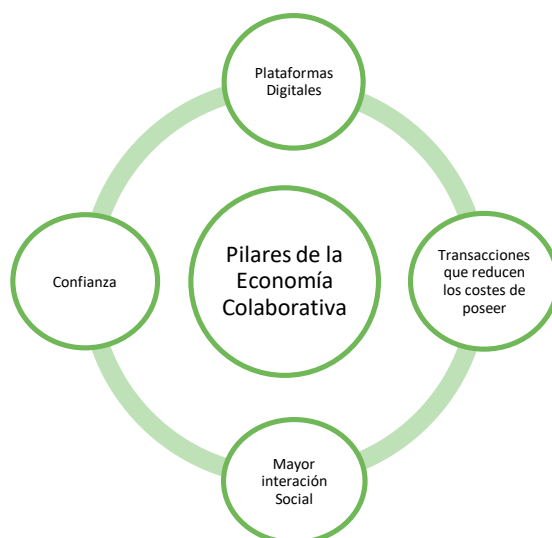 Plataformas
Digitales
Pilares de la
Economía
Colaborativa
Confianza
Transacciones
que reducen
los costes de
poseer
Mayor
interación
Social